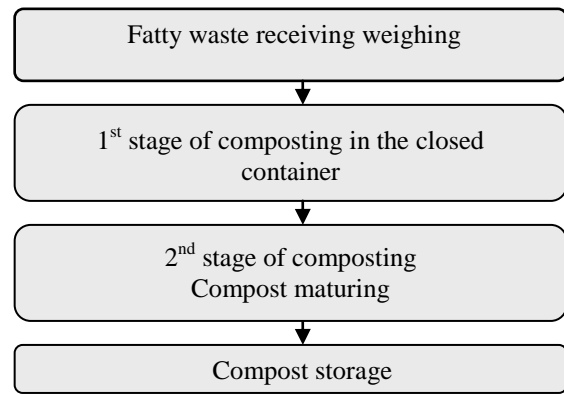 Fatty waste receiving weighing
1st stage of composting in the closed
container
2nd stage of composting
Compost maturing
Compost storage